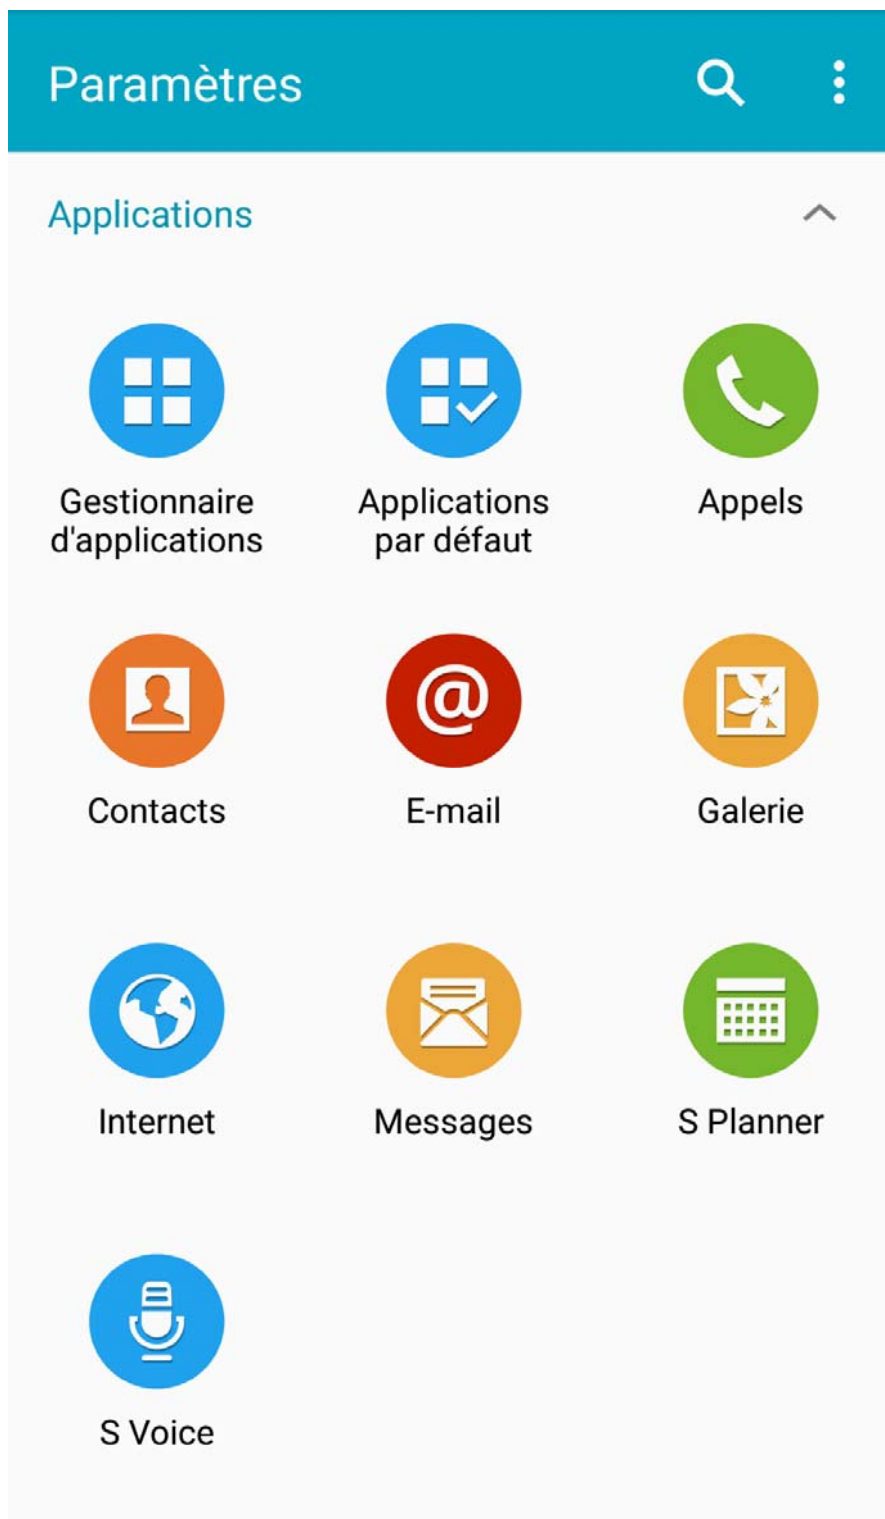 Paramètres
Applications
Gestionnaire
d'applications
Applications
par défaut
Appels
Contacts
E-mail
Galerie
Internet
Messages
S Planner
S Voice